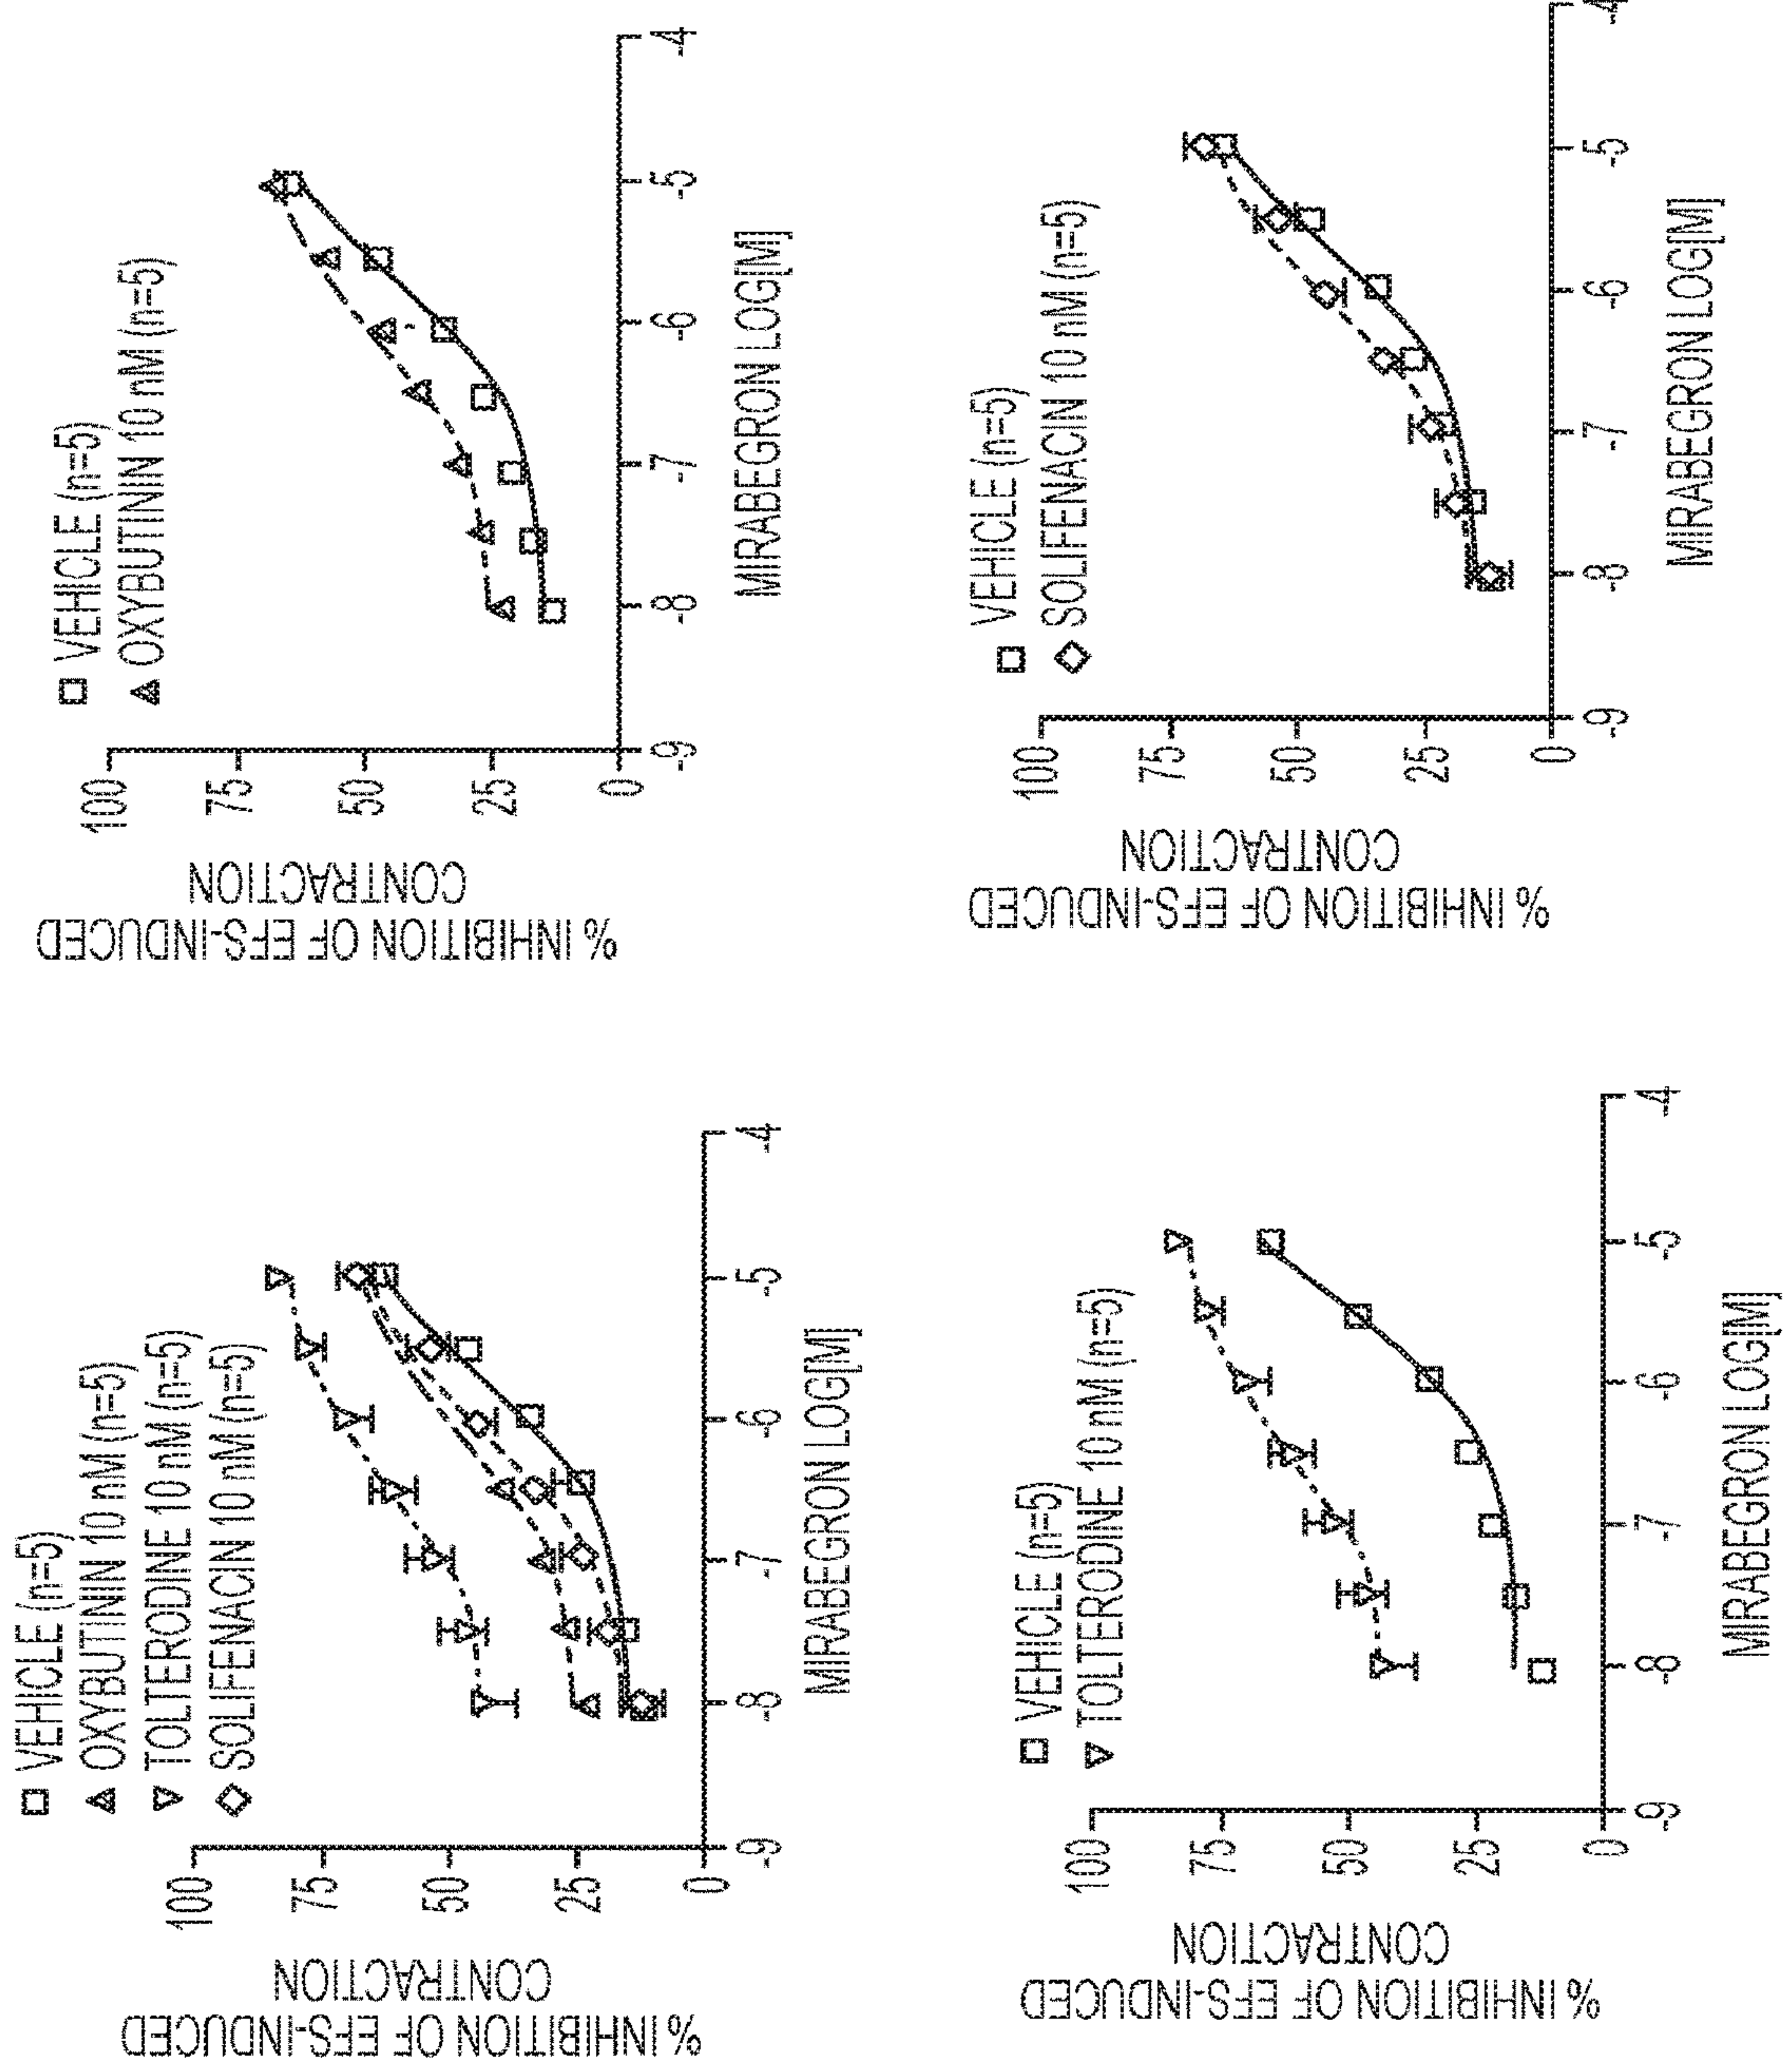 □ VEHICLE (n=5)
▲ OXYBUTININ 10 nM (n=5)
▽ TOLTERODINE 10 nM (n=5)
◇ SOLIFENACIN 10 nM (n=5)
% INHIBITION OF EFS-INDUCED
CONTRACTION
100
75
50
25
0
-9 -8 -7 -6 -5 -4
MIRABEGRON LOG[M]
□ VEHICLE (n=5)
▲ OXYBUTININ 10 nM (n=5)
% INHIBITION OF EFS-INDUCED
CONTRACTION
100
75
50
25
0
-9 -8 -7 -6 -5 -4
MIRABEGRON LOG[M]
□ VEHICLE (n=5)
▽ TOLTERODINE 10 nM (n=5)
% INHIBITION OF EFS-INDUCED
CONTRACTION
100
75
50
25
0
-9 -8 -7 -6 -5 -4
MIRABEGRON LOG[M]
□ VEHICLE (n=5)
◇ SOLIFENACIN 10 nM (n=5)
% INHIBITION OF EFS-INDUCED
CONTRACTION
100
75
50
25
0
-9 -8 -7 -6 -5 -4
MIRABEGRON LOG[M]